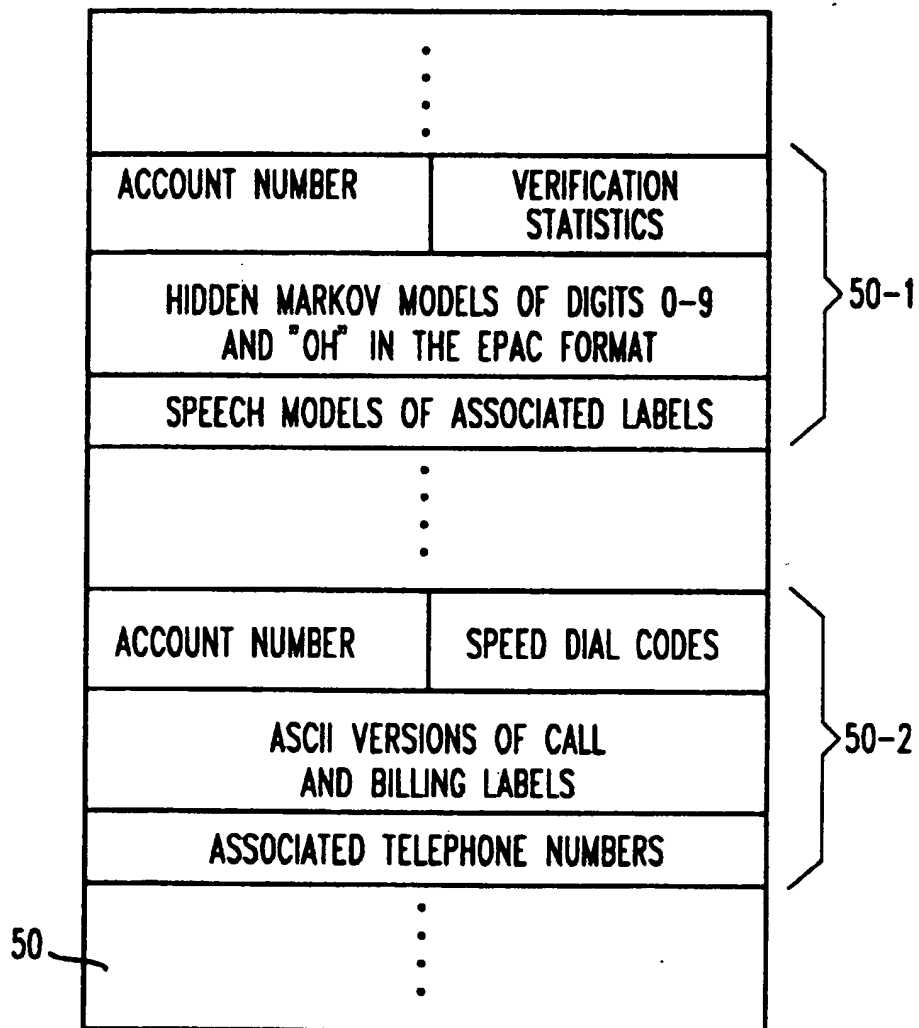 ACCOUNT NUMBER
VERIFICATION
STATISTICS
HIDDEN MARKOV MODELS OF DIGITS 0-9
AND "OH" IN THE EPAC FORMAT
SPEECH MODELS OF ASSOCIATED LABELS
50-1
ACCOUNT NUMBER
SPEED DIAL CODES
ASCII VERSIONS OF CALL
AND BILLING LABELS
ASSOCIATED TELEPHONE NUMBERS
50-2
50